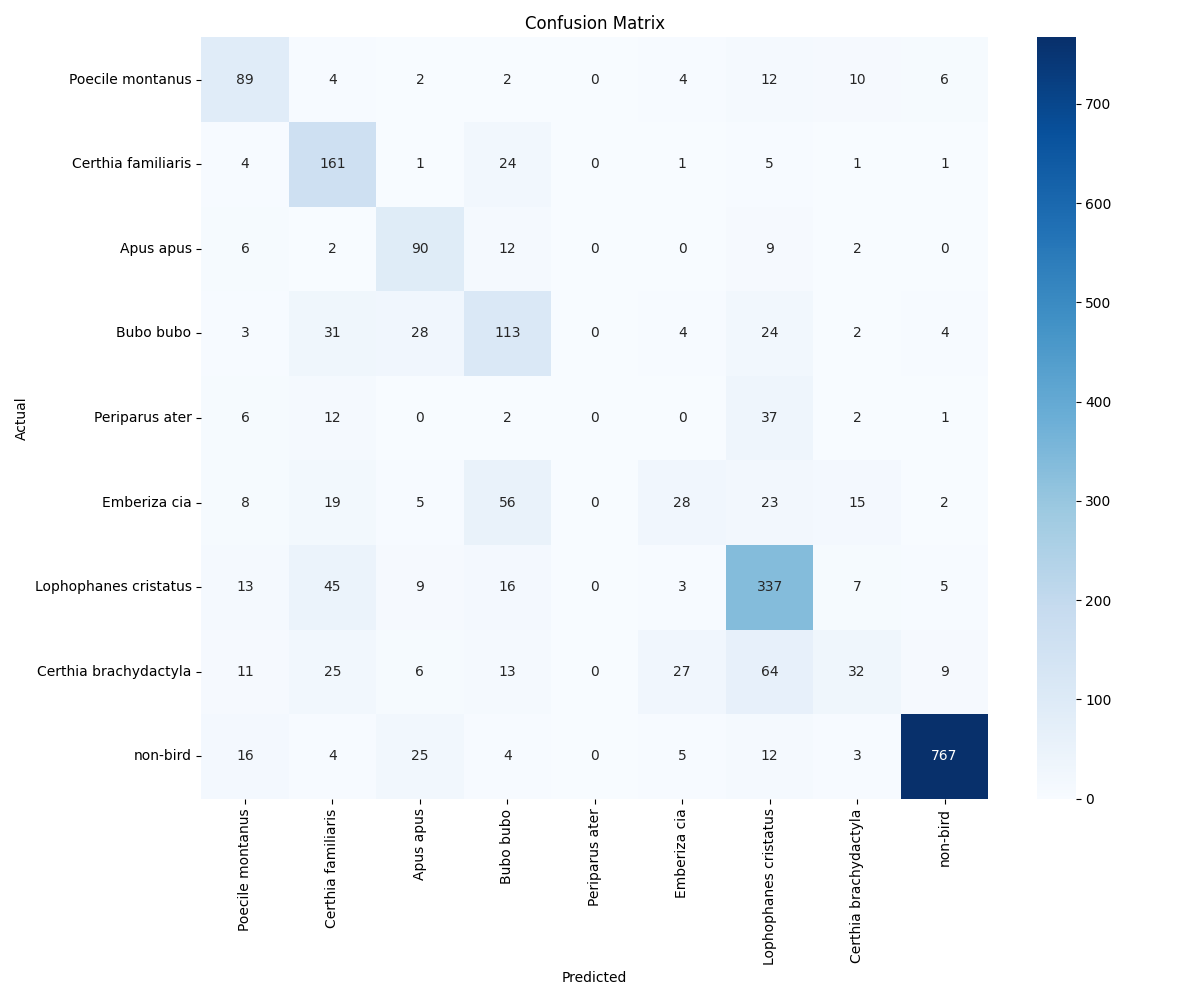 Confusion Matrix
Poecile montanus 89 4 2 2 0 4 12 10 6
Certhia familiaris 4 161 1 24 0 1 5 1 1
Apus apus 6 2 90 12 0 0 9 2 0
Bubo bubo 3 31 28 113 0 4 24 2 4
Periparus ater 6 12 0 2 0 0 37 2 1
Emberiza cia 8 19 5 56 0 28 23 15 2
Lophophanes cristatus 13 45 9 16 0 3 337 7 5
Certhia brachydactyla 11 25 6 13 0 27 64 32 9
non-bird 16 4 25 4 0 5 12 3 767
Actual
Poecile montanus
Certhia familiaris
Apus apus
Bubo bubo
Periparus ater
Emberiza cia
Lophophanes cristatus
Certhia brachydactyla
non-bird
Predicted
700
600
500
400
300
200
100
0